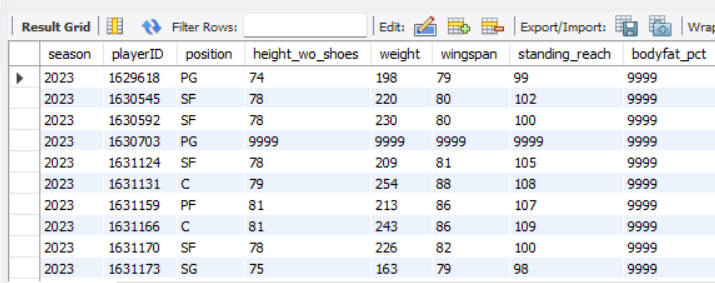 Result Grid Filter Rows: Edit: Export/Import: Wrap
season playerID position height_wo_shoes weight wingspan standing_reach bodyfat_pct
2023 1629618 PG 74 198 79 99 9999
2023 1630545 SF 78 220 80 102 9999
2023 1630592 SF 78 230 80 100 9999
2023 1630703 PG 9999 9999 9999 9999 9999
2023 1631124 SF 78 209 81 105 9999
2023 1631131 C 79 254 88 108 9999
2023 1631159 PF 81 213 86 107 9999
2023 1631166 C 81 243 86 109 9999
2023 1631170 SF 78 226 82 100 9999
2023 1631173 SG 75 163 79 98 9999